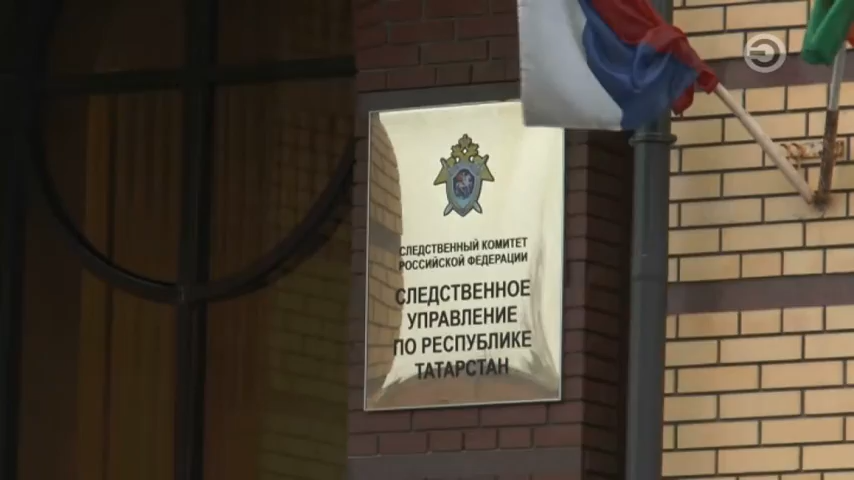 СЛЕДСТВЕННЫЙ КОМИТЕТ
РОССИЙСКОЙ ФЕДЕРАЦИИ
СЛЕДСТВЕННОЕ
УПРАВЛЕНИЕ
ПО РЕСПУБЛИКЕ
ТАТАРСТАН